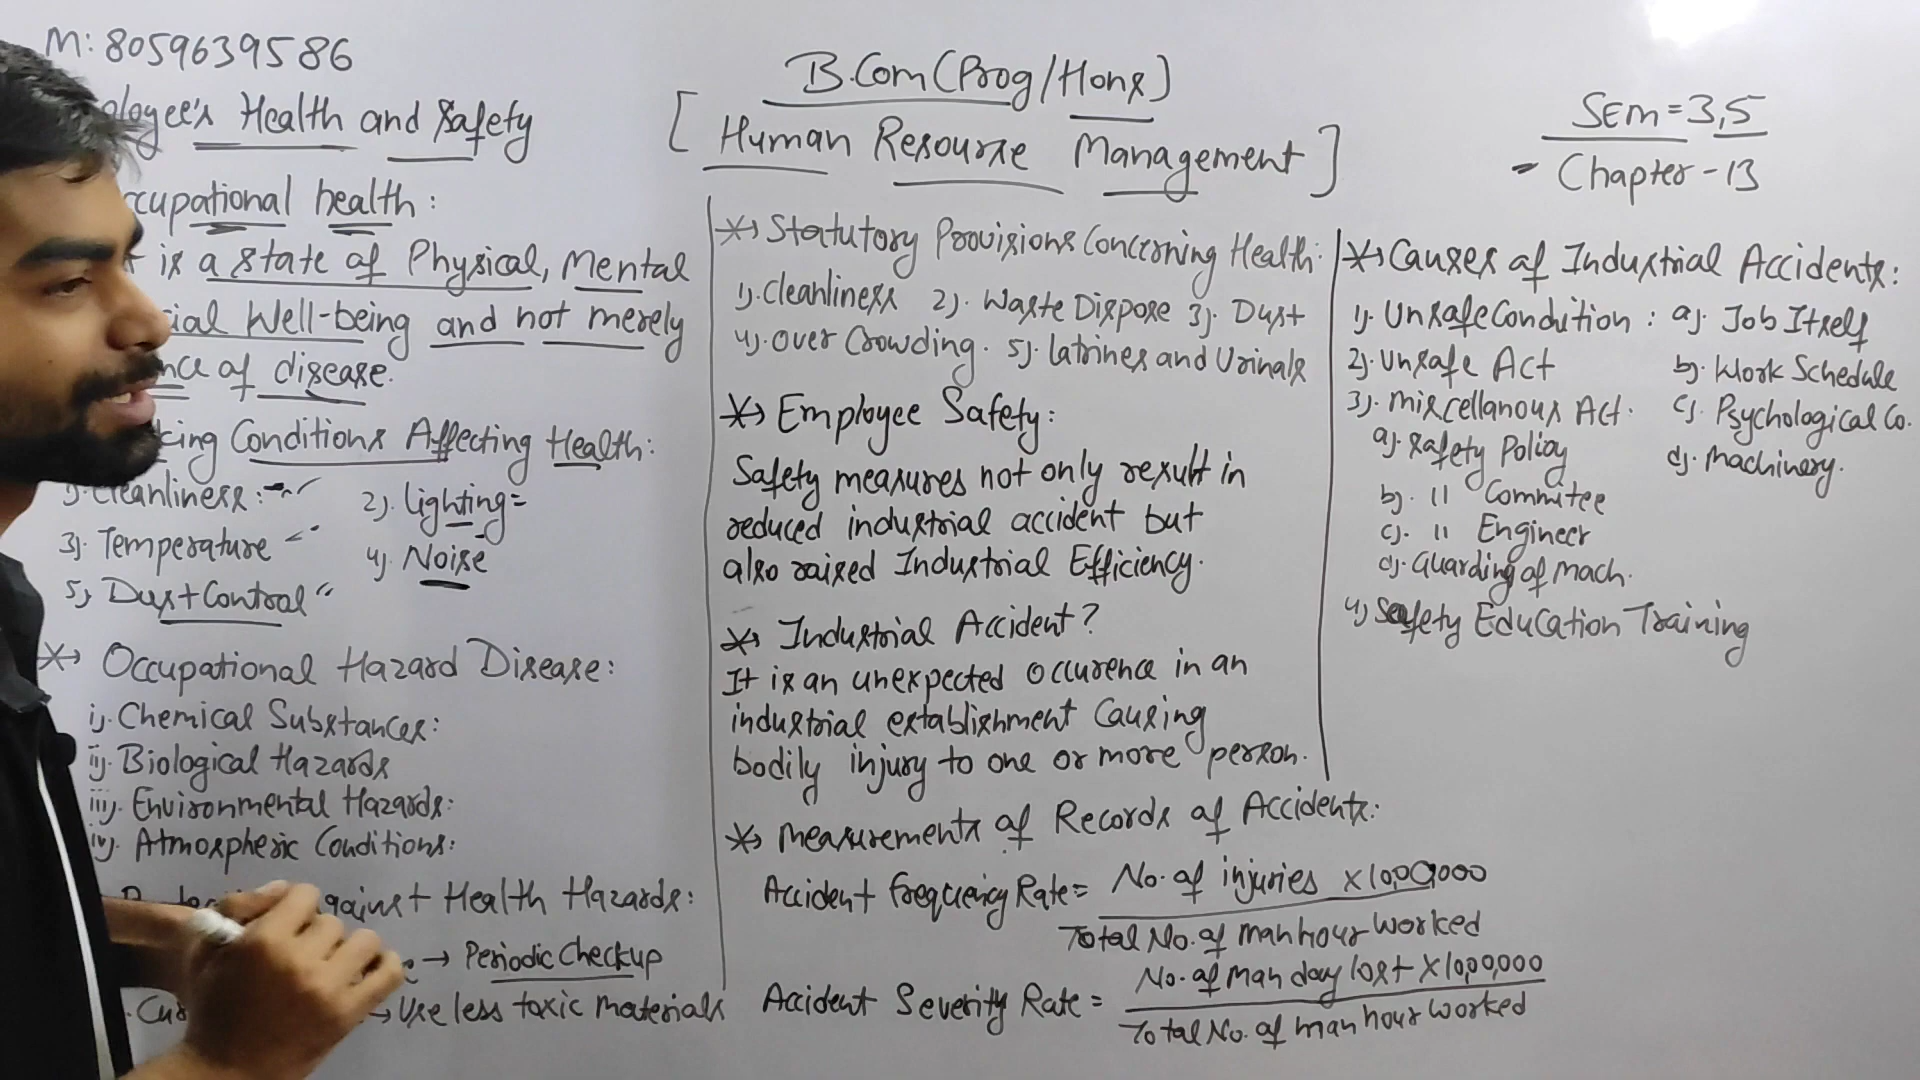 M: 8059639586
B.Com(Prog/Hons)
[Human Resourse Management]
Sem=3,5
- Chapter-13
Health and Safety
health:
is a state of Physical, Mental
Well-being and not merely
of disease.
Conditions Affecting Health:
1). Cleanliness:
2). Lighting=
3). Temperature
4). Noise
5) Dust Control
* Occupational Hazard Disease:
i). Chemical Substances:
ii). Biological Hazards
iii). Environmental Hazards:
iv). Atmospheric Conditions:
Health Hazards:
→ Periodic Checkup
→ Use less toxic materials
* Statutory Provisions Concerning Health:
1). Cleanliness 2). Waste Dispose 3). Dust
4). Over Crowding. 5). Latrines and Urinals
* Employee Safety:
Safety measures not only result in
reduced industrial accident but
also raised Industrial Efficiency.
* Industrial Accident?
It is an unexpected occurence in an
industrial establishment Causing
bodily injury to one or more person.
* Measurements of Records of Accidents:
Accident frequency Rate = No. of injuries x 10,00,000
Total No. of man hour worked
Accident Severity Rate = No. of Man day lost x 10,00,000
Total No. of man hour worked
* Causes of Industrial Accidents:
1). Unsafe Condition : a). Job Itself
2). Unsafe Act b). Work Schedule
3). Miscellanous Act. c). Psychological Co.
a). Safety Policy d). Machinery.
b). " Commitee
c). " Engineer
d). Guarding of Mach.
4) Safety Education Training